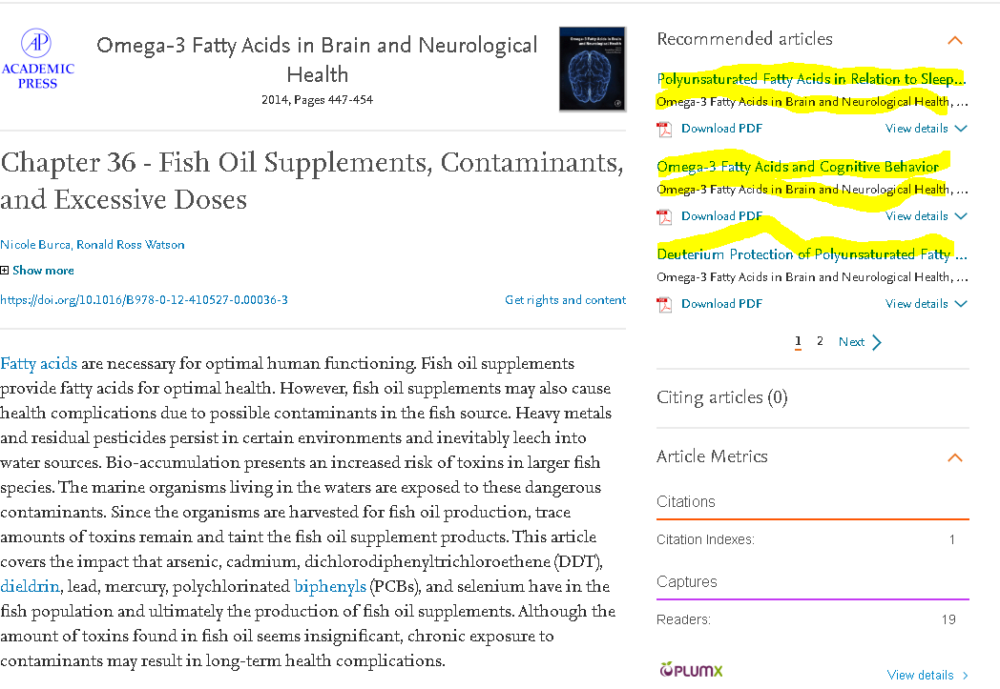 ACADEMIC
PRESS
Omega-3 Fatty Acids in Brain and Neurological
Health
2014, Pages 447-454
Chapter 36 - Fish Oil Supplements, Contaminants,
and Excessive Doses
Nicole Burca, Ronald Ross Watson
Show more
https://doi.org/10.1016/B978-0-12-410527-0.00036-3
Get rights and content
Fatty acids are necessary for optimal human functioning. Fish oil supplements
provide fatty acids for optimal health. However, fish oil supplements may also cause
health complications due to possible contaminants in the fish source. Heavy metals
and residual pesticides persist in certain environments and inevitably leech into
water sources. Bio-accumulation presents an increased risk of toxins in larger fish
species. The marine organisms living in the waters are exposed to these dangerous
contaminants. Since the organisms are harvested for fish oil production, trace
amounts of toxins remain and taint the fish oil supplement products. This article
covers the impact that arsenic, cadmium, dichlorodiphenyltrichloroethene (DDT),
dieldrin, lead, mercury, polychlorinated biphenyls (PCBs), and selenium have in the
fish population and ultimately the production of fish oil supplements. Although the
amount of toxins found in fish oil seems insignificant, chronic exposure to
contaminants may result in long-term health complications.
Recommended articles
Polyunsaturated Fatty Acids in Relation to Sleep...
Omega-3 Fatty Acids in Brain and Neurological Health, ...
Download PDF
View details
Omega-3 Fatty Acids and Cognitive Behavior
Omega-3 Fatty Acids in Brain and Neurological Health, ...
Download PDF
View details
Deuterium Protection of Polyunsaturated Fatty ...
Omega-3 Fatty Acids in Brain and Neurological Health, ...
Download PDF
View details
1 2 Next
Citing articles (0)
Article Metrics
Citations
Citation Indexes: 1
Captures
Readers: 19
PLUMX
View details